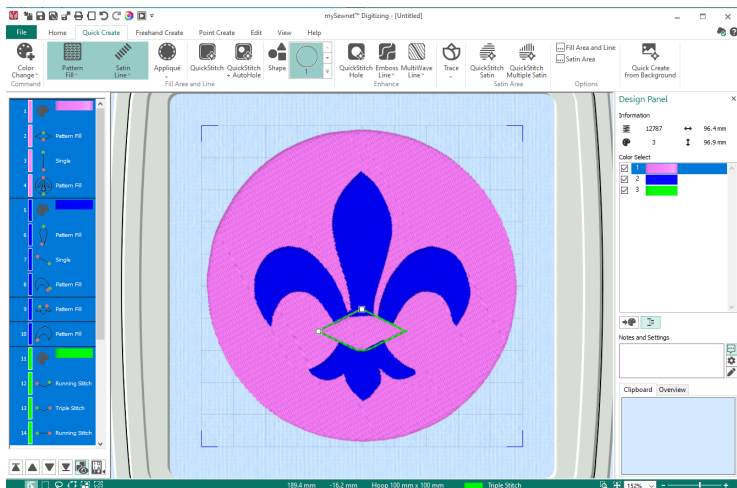 mySewnet™ Digitizing - [Untitled]
File Home Quick Create Freehand Create Point Create Edit View Help
Color Change
Pattern Fill
Satin Line
Appliqué
QuickStitch
QuickStitch + AutoHole
Shape
1
QuickStitch Hole
Emboss Line
MultiWave Line
Trace
QuickStitch Satin
QuickStitch Multiple Satin
Fill Area and Line
Satin Area
Quick Create from Background
Command
Fill Area and Line
Enhance
Satin Area
Options
1
2 Pattern Fill
3 Single
4 Pattern Fill
5
6 Pattern Fill
7 Single
8 Pattern Fill
9 Pattern Fill
10 Pattern Fill
11
12 Running Stitch
13 Triple Stitch
14 Running Stitch
Design Panel
Information
12787 96.4 mm
3 96.9 mm
Color Select
1
2
3
Notes and Settings
Clipboard Overview
189.4 mm -16.2 mm Hoop 100 mm x 100 mm Triple Stitch 152%